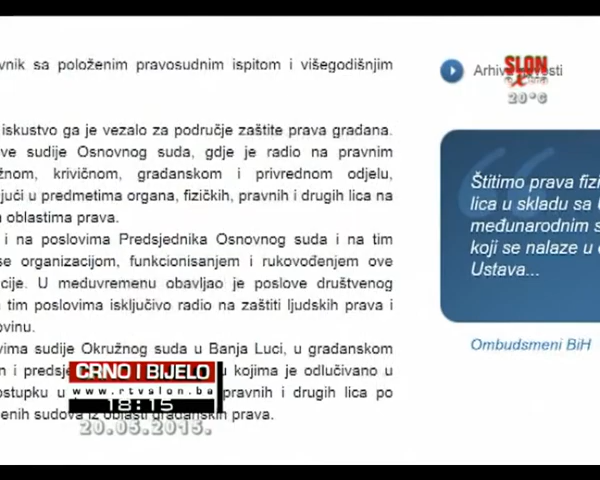 vnik sa položenim pravosudnim ispitom i višegodišnjim
iskustvo ga je vezalo za područje zaštite prava građana.
ve sudije Osnovnog suda, gdje je radio na pravnim
žnom, krivičnom, građanskom i privrednom odjelu,
jući u predmetima organa, fizičkih, pravnih i drugih lica na
oblastima prava.
i na poslovima Predsjednika Osnovnog suda i na tim
se organizacijom, funkcionisanjem i rukovođenjem ove
cije. U međuvremenu obavljao je poslove društvenog
tim poslovima isključivo radio na zaštiti ljudskih prava i
ovinu.
vima sudije Okružnog suda u Banja Luci, u građanskom
n i predsje u kojima je odlučivano u
ostupku u pravnih i drugih lica po
enih sudova iz oblasti građanskih prava.
CRNO I BIJELO
www.rtvslon.ba
18:15
20.05.2015.
Arhiv vesti
SLON
20°C
Štitimo prava fizi
lica u skladu sa
međunarodnim s
koji se nalaze u
Ustava...
Ombudsmeni BiH